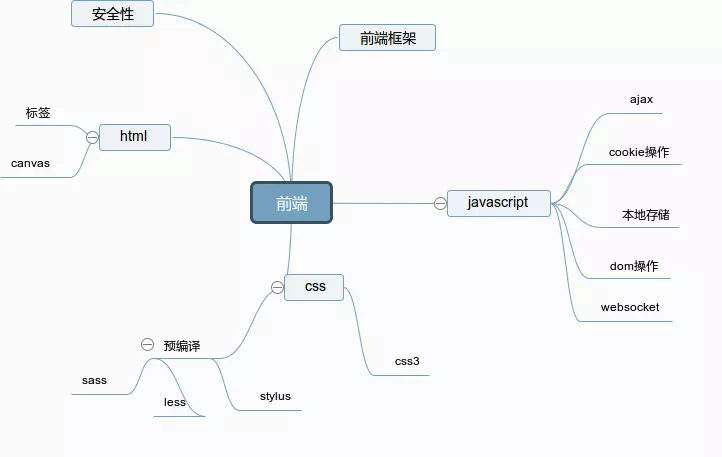 安全性
前端框架
标签
html
canvas
前端
javascript
ajax
cookie操作
本地存储
dom操作
websocket
css
css3
预编译
sass
less
stylus